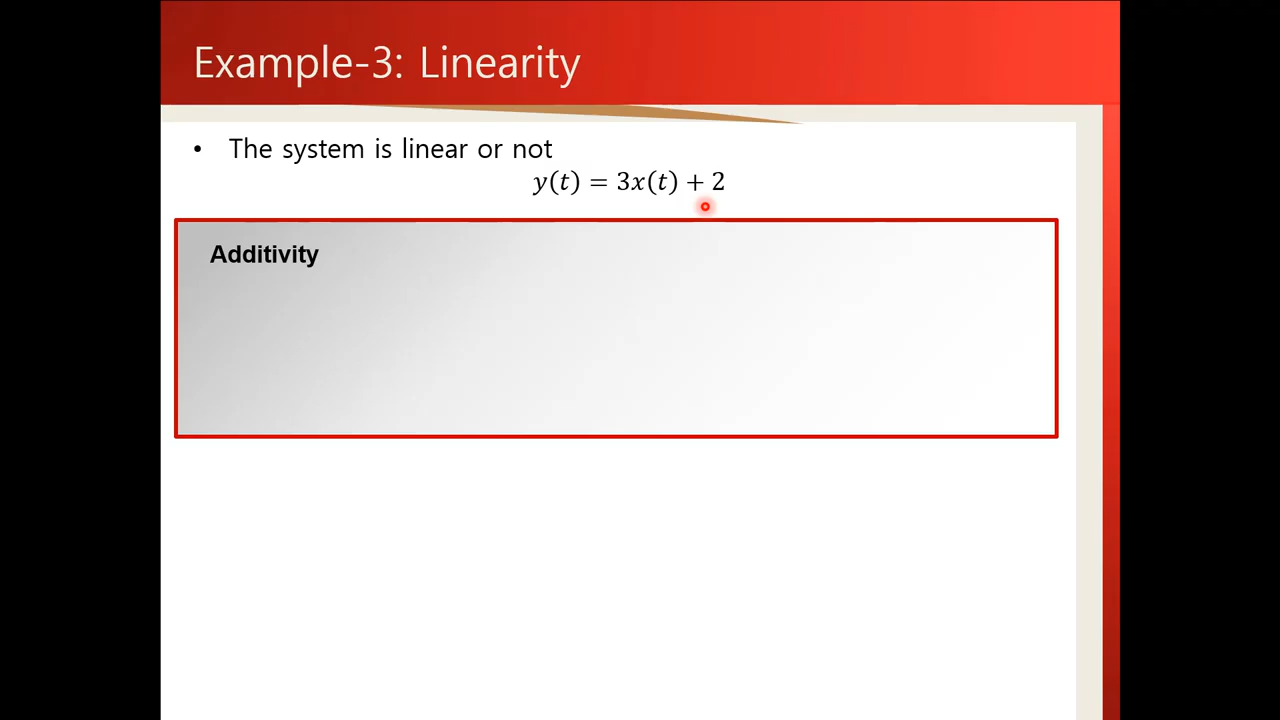 Example-3: Linearity
• The system is linear or not
y(t) = 3x(t) + 2
Additivity